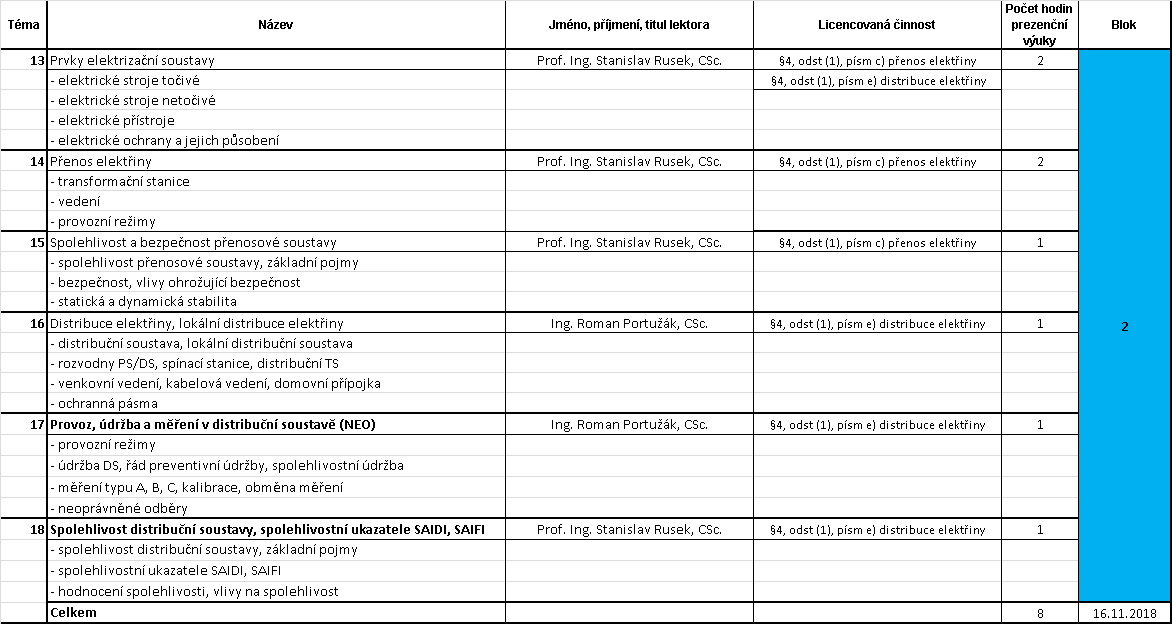 Téma Název Jméno, příjmení, titul lektora Licencovaná činnost Počet hodin prezenční výuky Blok
13 Prvky elektrizační soustavy Prof. Ing. Stanislav Rusek, CSc. §4, odst (1), písm c) přenos elektřiny 2
- elektrické stroje točivé §4, odst (1), písm e) distribuce elektřiny
- elektrické stroje netočivé
- elektrické přístroje
- elektrické ochrany a jejich působení
14 Přenos elektřiny Prof. Ing. Stanislav Rusek, CSc. §4, odst (1), písm c) přenos elektřiny 2
- transformační stanice
- vedení
- provozní režimy
15 Spolehlivost a bezpečnost přenosové soustavy Prof. Ing. Stanislav Rusek, CSc. §4, odst (1), písm c) přenos elektřiny 1
- spolehlivost přenosové soustavy, základní pojmy
- bezpečnost, vlivy ohrožující bezpečnost
- statická a dynamická stabilita
16 Distribuce elektřiny, lokální distribuce elektřiny Ing. Roman Portužák, CSc. §4, odst (1), písm e) distribuce elektřiny 1 2
- distribuční soustava, lokální distribuční soustava
- rozvodny PS/DS, spínací stanice, distribuční TS
- venkovní vedení, kabelová vedení, domovní přípojka
- ochranná pásma
17 Provoz, údržba a měření v distribuční soustavě (NEO) Ing. Roman Portužák, CSc. §4, odst (1), písm e) distribuce elektřiny 1
- provozní režimy
- údržba DS, řád preventivní údržby, spolehlivostní údržba
- měření typu A, B, C, kalibrace, obměna měření
- neoprávněné odběry
18 Spolehlivost distribuční soustavy, spolehlivostní ukazatele SAIDI, SAIFI Prof. Ing. Stanislav Rusek, CSc. §4, odst (1), písm e) distribuce elektřiny 1
- spolehlivost distribuční soustavy, základní pojmy
- spolehlivostní ukazatele SAIDI, SAIFI
- hodnocení spolehlivosti, vlivy na spolehlivost
Celkem 8 16.11.2018